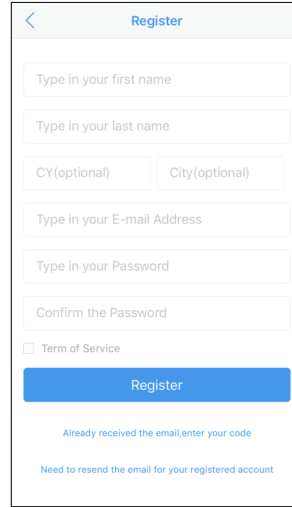 Register
Type in your first name
Type in your last name
CY(optional) City(optional)
Type in your E-mail Address
Type in your Password
Confirm the Password
Term of Service
Register
Already received the email,enter your code
Need to resend the email for your registered account